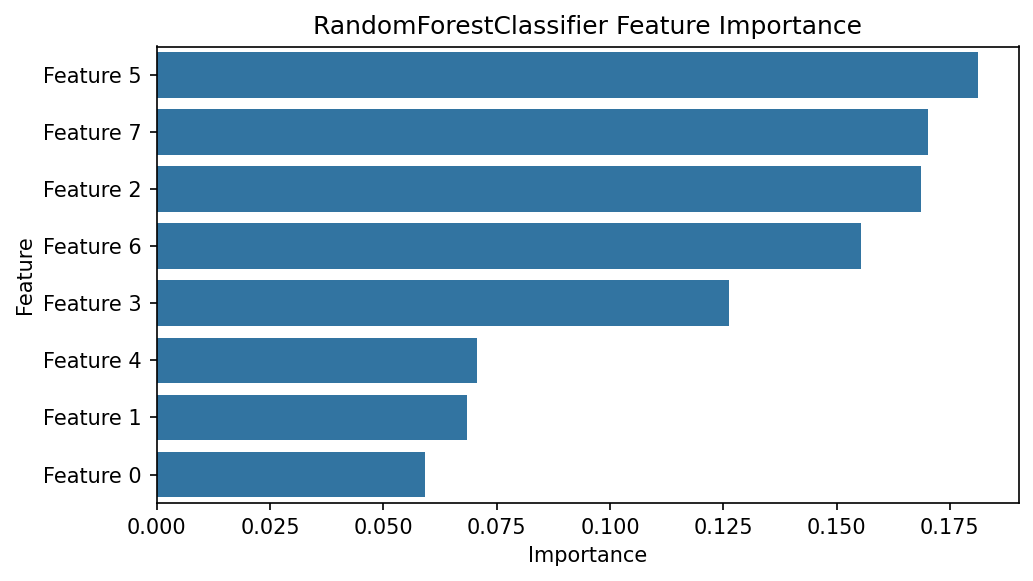 RandomForestClassifier Feature Importance
Feature
Feature 5
Feature 7
Feature 2
Feature 6
Feature 3
Feature 4
Feature 1
Feature 0
0.000 0.025 0.050 0.075 0.100 0.125 0.150 0.175
Importance